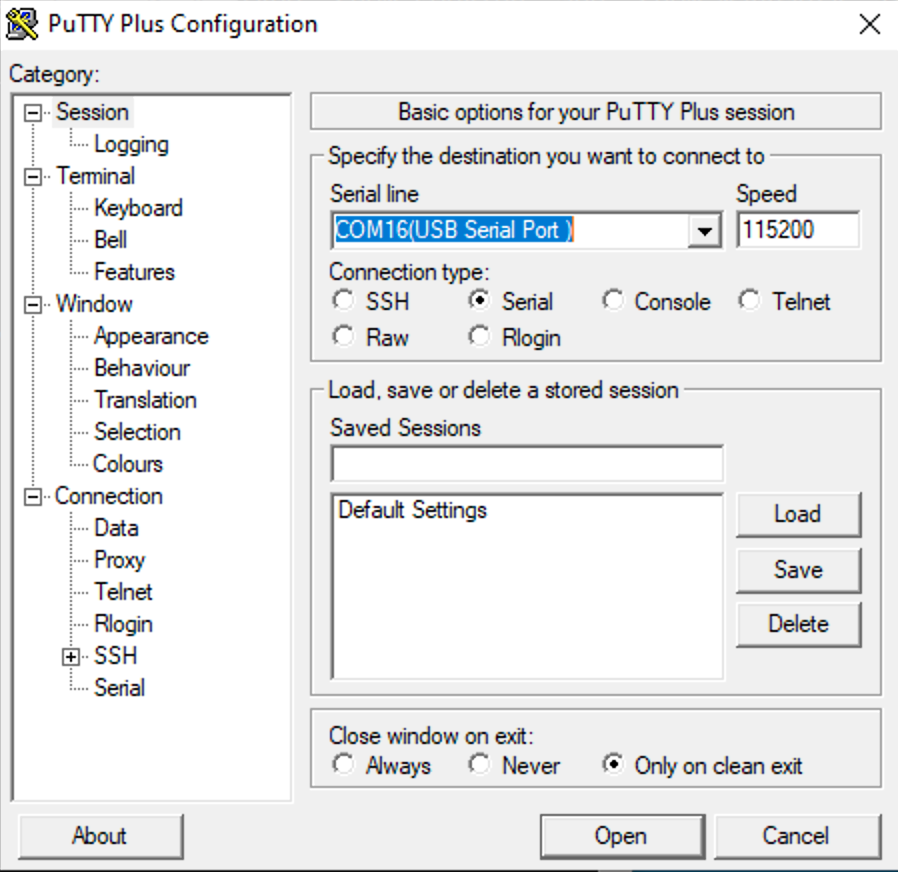 PuTTY Plus Configuration
Category:
Session
Logging
Terminal
Keyboard
Bell
Features
Window
Appearance
Behaviour
Translation
Selection
Colours
Connection
Data
Proxy
Telnet
Rlogin
SSH
Serial
Basic options for your PuTTY Plus session
Specify the destination you want to connect to
Serial line Speed
COM16(USB Serial Port ) 115200
Connection type:
SSH Serial Console Telnet
Raw Rlogin
Load, save or delete a stored session
Saved Sessions
Default Settings
Load
Save
Delete
Close window on exit:
Always Never Only on clean exit
About Open Cancel